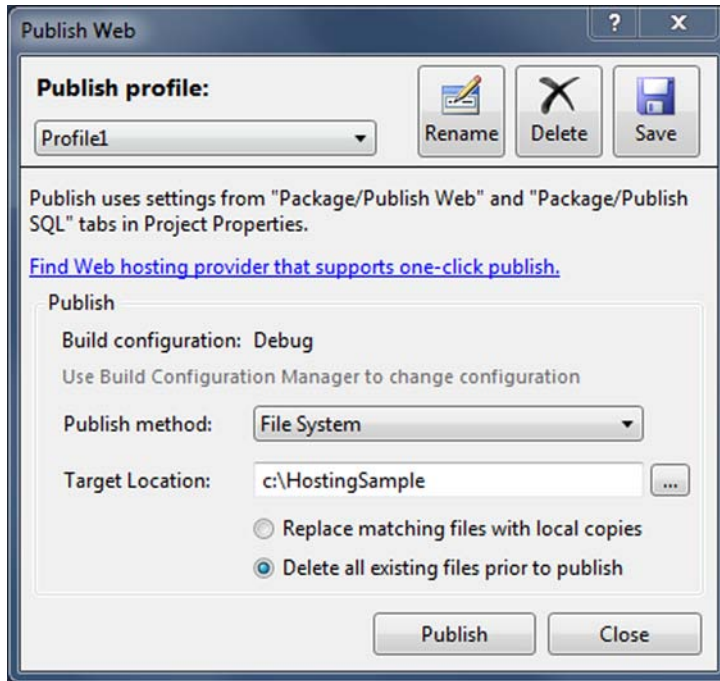 Publish Web
?
X
Publish profile:
Profile1
Rename
Delete
Save
Publish uses settings from "Package/Publish Web" and "Package/Publish
SQL" tabs in Project Properties.
Find Web hosting provider that supports one-click publish.
Publish
Build configuration: Debug
Use Build Configuration Manager to change configuration
Publish method: File System
Target Location: c:\HostingSample
...
Replace matching files with local copies
Delete all existing files prior to publish
Publish
Close